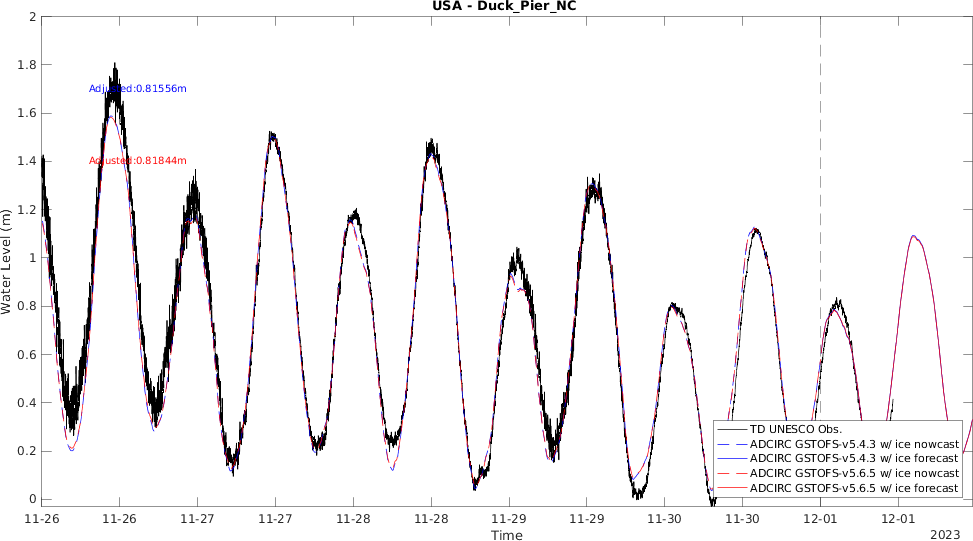 USA - Duck_Pier_NC
2
1.8
1.6
1.4
1.2
1
0.8
0.6
0.4
0.2
0
Water Level (m)
Adjusted:0.81556m
Adjusted:0.81844m
TD UNESCO Obs.
ADCIRC GSTOFS-v5.4.3 w/ ice nowcast
ADCIRC GSTOFS-v5.4.3 w/ ice forecast
ADCIRC GSTOFS-v5.6.5 w/ ice nowcast
ADCIRC GSTOFS-v5.6.5 w/ ice forecast
11-26 11-26 11-27 11-27 11-28 11-28 11-29 11-29 11-30 11-30 12-01 12-01
Time
2023